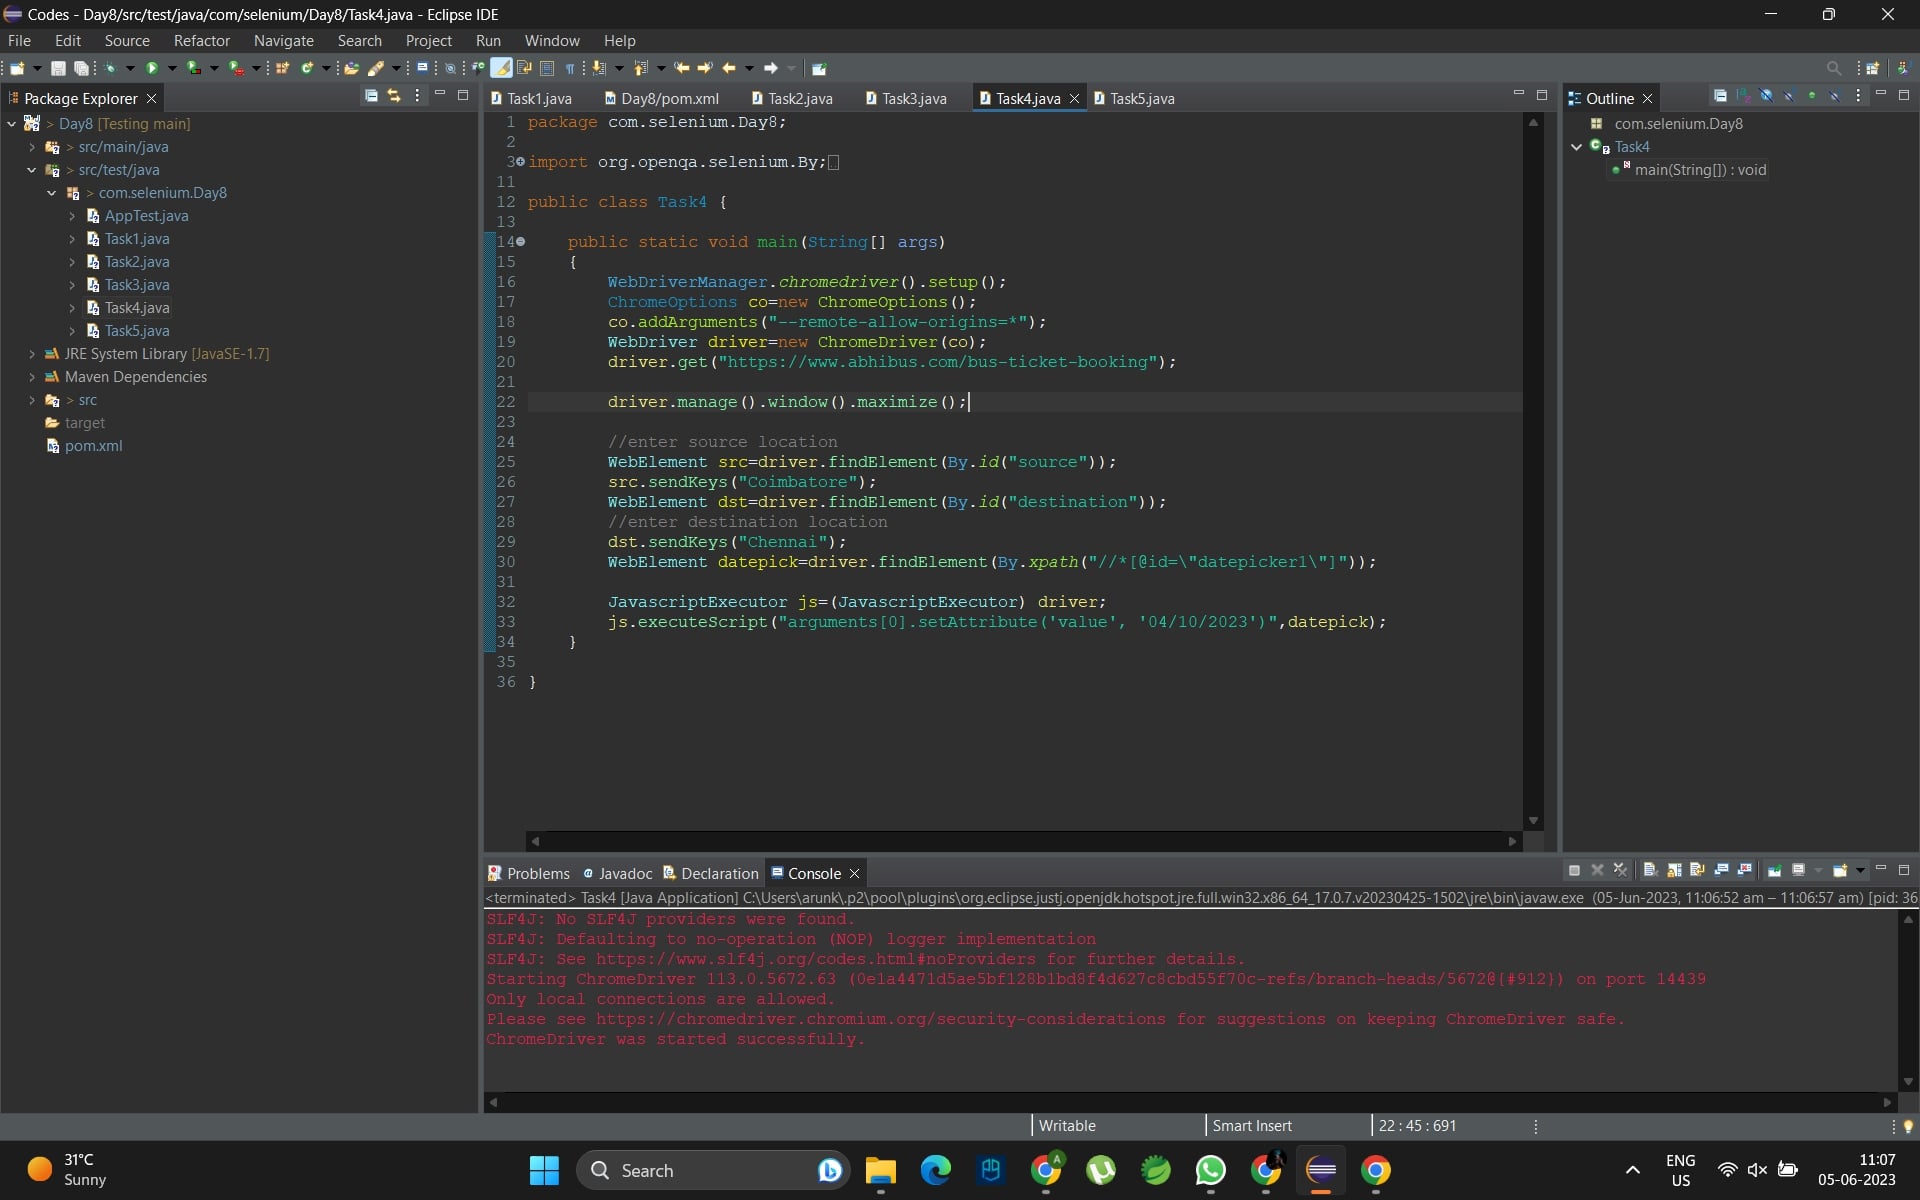 Codes - Day8/src/test/java/com/selenium/Day8/Task4.java - Eclipse IDE
File Edit Source Refactor Navigate Search Project Run Window Help
Package Explorer
Day8 [Testing main]
src/main/java
src/test/java
com.selenium.Day8
AppTest.java
Task1.java
Task2.java
Task3.java
Task4.java
Task5.java
JRE System Library [JavaSE-1.7]
Maven Dependencies
src
target
pom.xml
Task1.java Day8/pom.xml Task2.java Task3.java Task4.java Task5.java
1 package com.selenium.Day8;
2
3 import org.openqa.selenium.By;
11
12 public class Task4 {
13
14 public static void main(String[] args)
15 {
16 WebDriverManager.chromedriver().setup();
17 ChromeOptions co=new ChromeOptions();
18 co.addArguments("--remote-allow-origins=*");
19 WebDriver driver=new ChromeDriver(co);
20 driver.get("https://www.abhibus.com/bus-ticket-booking");
21
22 driver.manage().window().maximize();
23
24 //enter source location
25 WebElement src=driver.findElement(By.id("source"));
26 src.sendKeys("Coimbatore");
27 WebElement dst=driver.findElement(By.id("destination"));
28 //enter destination location
29 dst.sendKeys("Chennai");
30 WebElement datepick=driver.findElement(By.xpath("//*[@id=\"datepicker1\"]"));
31
32 JavascriptExecutor js=(JavascriptExecutor) driver;
33 js.executeScript("arguments[0].setAttribute('value', '04/10/2023')",datepick);
34 }
35
36 }
Outline
com.selenium.Day8
Task4
main(String[]) : void
Problems Javadoc Declaration Console
<terminated> Task4 [Java Application] C:\Users\arunk\.p2\pool\plugins\org.eclipse.justj.openjdk.hotspot.jre.full.win32.x86_64_17.0.7.v20230425-1502\jre\bin\javaw.exe (05-Jun-2023, 11:06:52 am – 11:06:57 am) [pid: 36
SLF4J: No SLF4J providers were found.
SLF4J: Defaulting to no-operation (NOP) logger implementation
SLF4J: See https://www.slf4j.org/codes.html#noProviders for further details.
Starting ChromeDriver 113.0.5672.63 (0e1a4471d5ae5bf128b1bd8f4d627c8cbd55f70c-refs/branch-heads/5672@{#912}) on port 14439
Only local connections are allowed.
Please see https://chromedriver.chromium.org/security-considerations for suggestions on keeping ChromeDriver safe.
ChromeDriver was started successfully.
Writable Smart Insert 22 : 45 : 691
31°C
Sunny
Search
ENG
US
11:07
05-06-2023